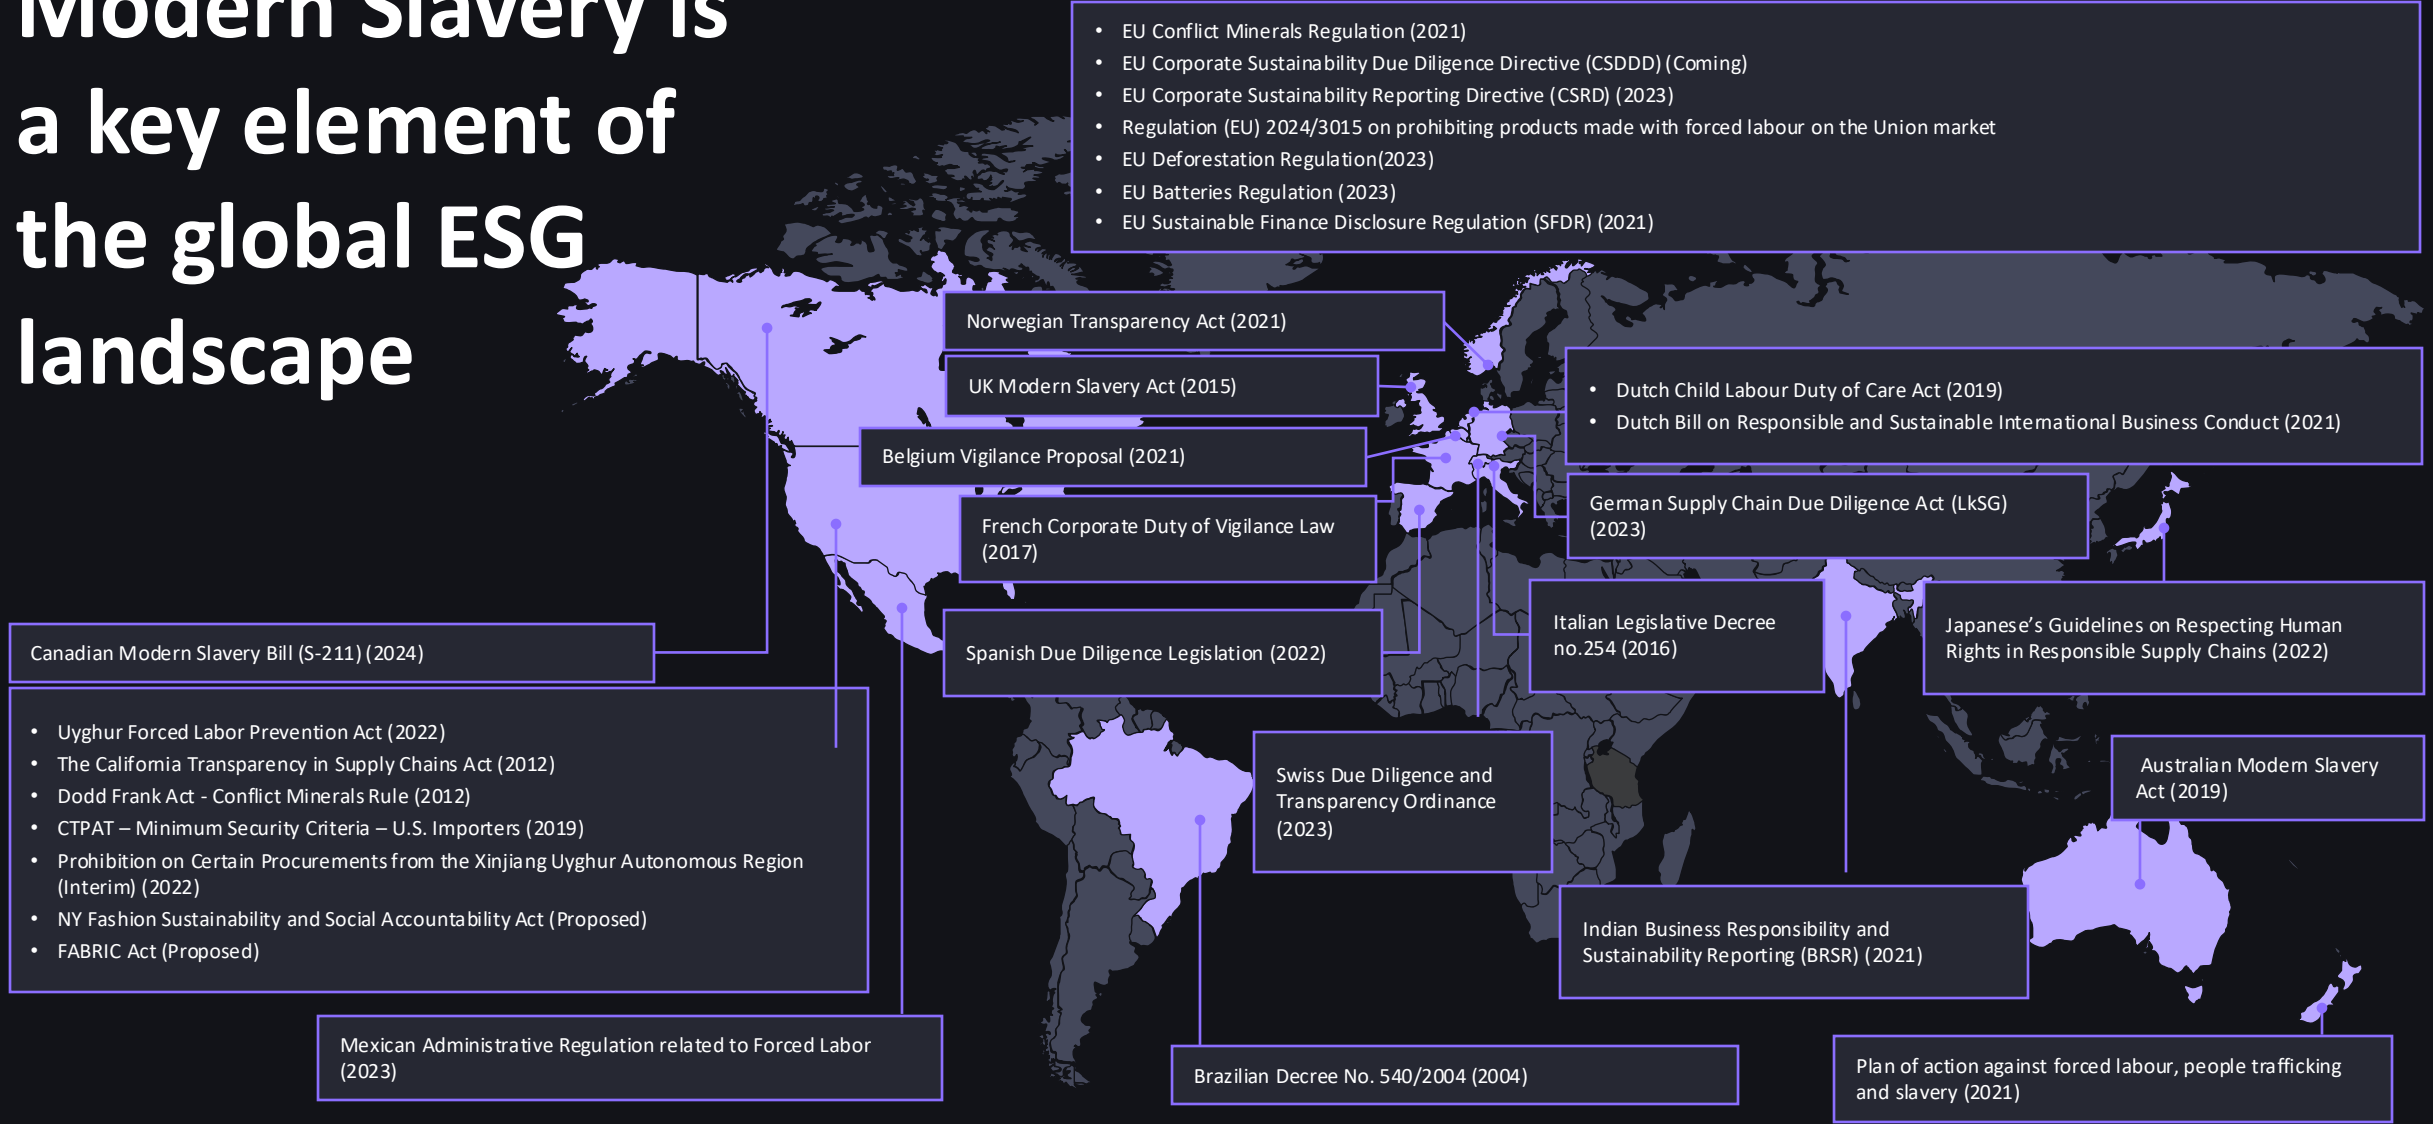 Modern Slavery is
a key element of
the global ESG
landscape
• EU Conflict Minerals Regulation (2021)
• EU Corporate Sustainability Due Diligence Directive (CSDDD) (Coming)
• EU Corporate Sustainability Reporting Directive (CSRD) (2023)
• Regulation (EU) 2024/3015 on prohibiting products made with forced labour on the Union market
• EU Deforestation Regulation(2023)
• EU Batteries Regulation (2023)
• EU Sustainable Finance Disclosure Regulation (SFDR) (2021)
Norwegian Transparency Act (2021)
UK Modern Slavery Act (2015)
• Dutch Child Labour Duty of Care Act (2019)
• Dutch Bill on Responsible and Sustainable International Business Conduct (2021)
Belgium Vigilance Proposal (2021)
French Corporate Duty of Vigilance Law
(2017)
German Supply Chain Due Diligence Act (LkSG)
(2023)
Spanish Due Diligence Legislation (2022)
Italian Legislative Decree
no.254 (2016)
Japanese’s Guidelines on Respecting Human
Rights in Responsible Supply Chains (2022)
Canadian Modern Slavery Bill (S-211) (2024)
• Uyghur Forced Labor Prevention Act (2022)
• The California Transparency in Supply Chains Act (2012)
• Dodd Frank Act - Conflict Minerals Rule (2012)
• CTPAT – Minimum Security Criteria – U.S. Importers (2019)
• Prohibition on Certain Procurements from the Xinjiang Uyghur Autonomous Region
(Interim) (2022)
• NY Fashion Sustainability and Social Accountability Act (Proposed)
• FABRIC Act (Proposed)
Swiss Due Diligence and
Transparency Ordinance
(2023)
Australian Modern Slavery
Act (2019)
Indian Business Responsibility and
Sustainability Reporting (BRSR) (2021)
Mexican Administrative Regulation related to Forced Labor
(2023)
Brazilian Decree No. 540/2004 (2004)
Plan of action against forced labour, people trafficking
and slavery (2021)